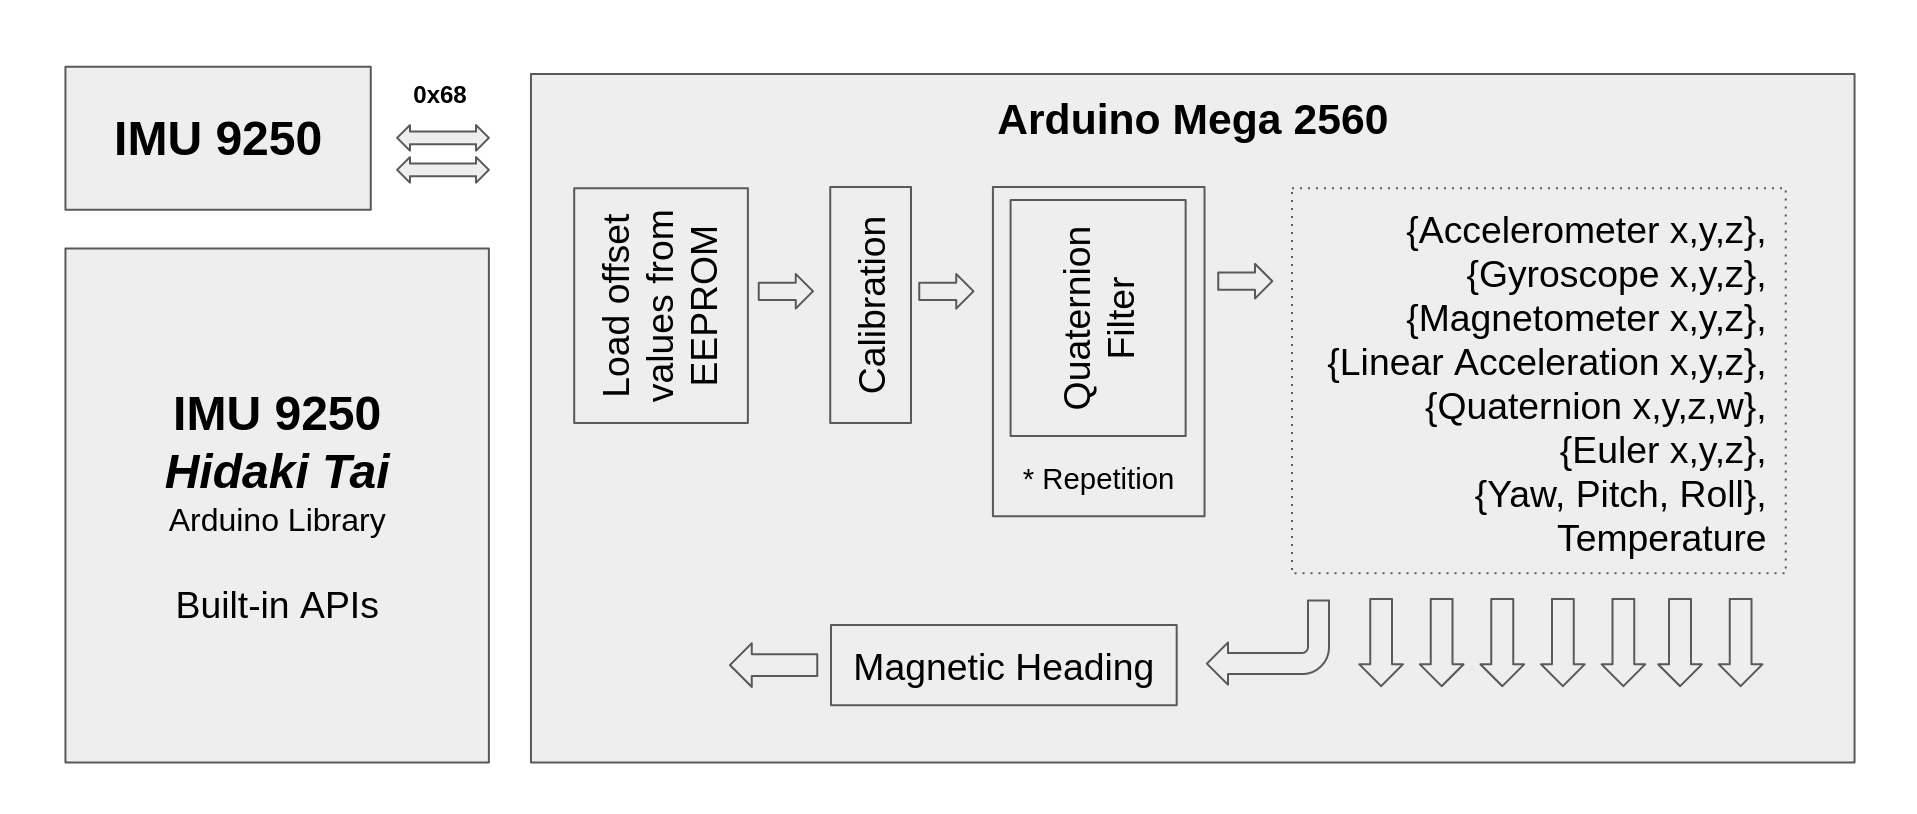 IMU 9250
0x68
IMU 9250
Hidaki Tai
Arduino Library
Built-in APIs
Arduino Mega 2560
Load offset
values from
EEPROM
Calibration
Quaternion
Filter
* Repetition
{Accelerometer x,y,z},
{Gyroscope x,y,z},
{Magnetometer x,y,z},
{Linear Acceleration x,y,z},
{Quaternion x,y,z,w},
{Euler x,y,z},
{Yaw, Pitch, Roll},
Temperature
Magnetic Heading